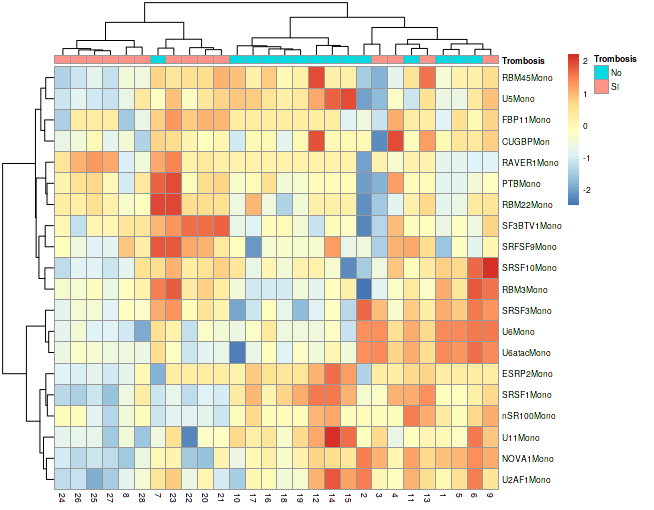 Trombosis
RBM45Mono
U5Mono
FBP11Mono
CUGBPMon
RAVER1Mono
PTBMono
RBM22Mono
SF3BTV1Mono
SRFSF9Mono
SRSF10Mono
RBM3Mono
SRSF3Mono
U6Mono
U6atacMono
ESRP2Mono
SRSF1Mono
nSR100Mono
U11Mono
NOVA1Mono
U2AF1Mono
24 26 25 27 8 28 7 23 22 20 21 10 17 16 18 19 12 14 15 2 3 4 11 13 1 5 6 9
2
1
0
-1
-2
Trombosis
No
SI